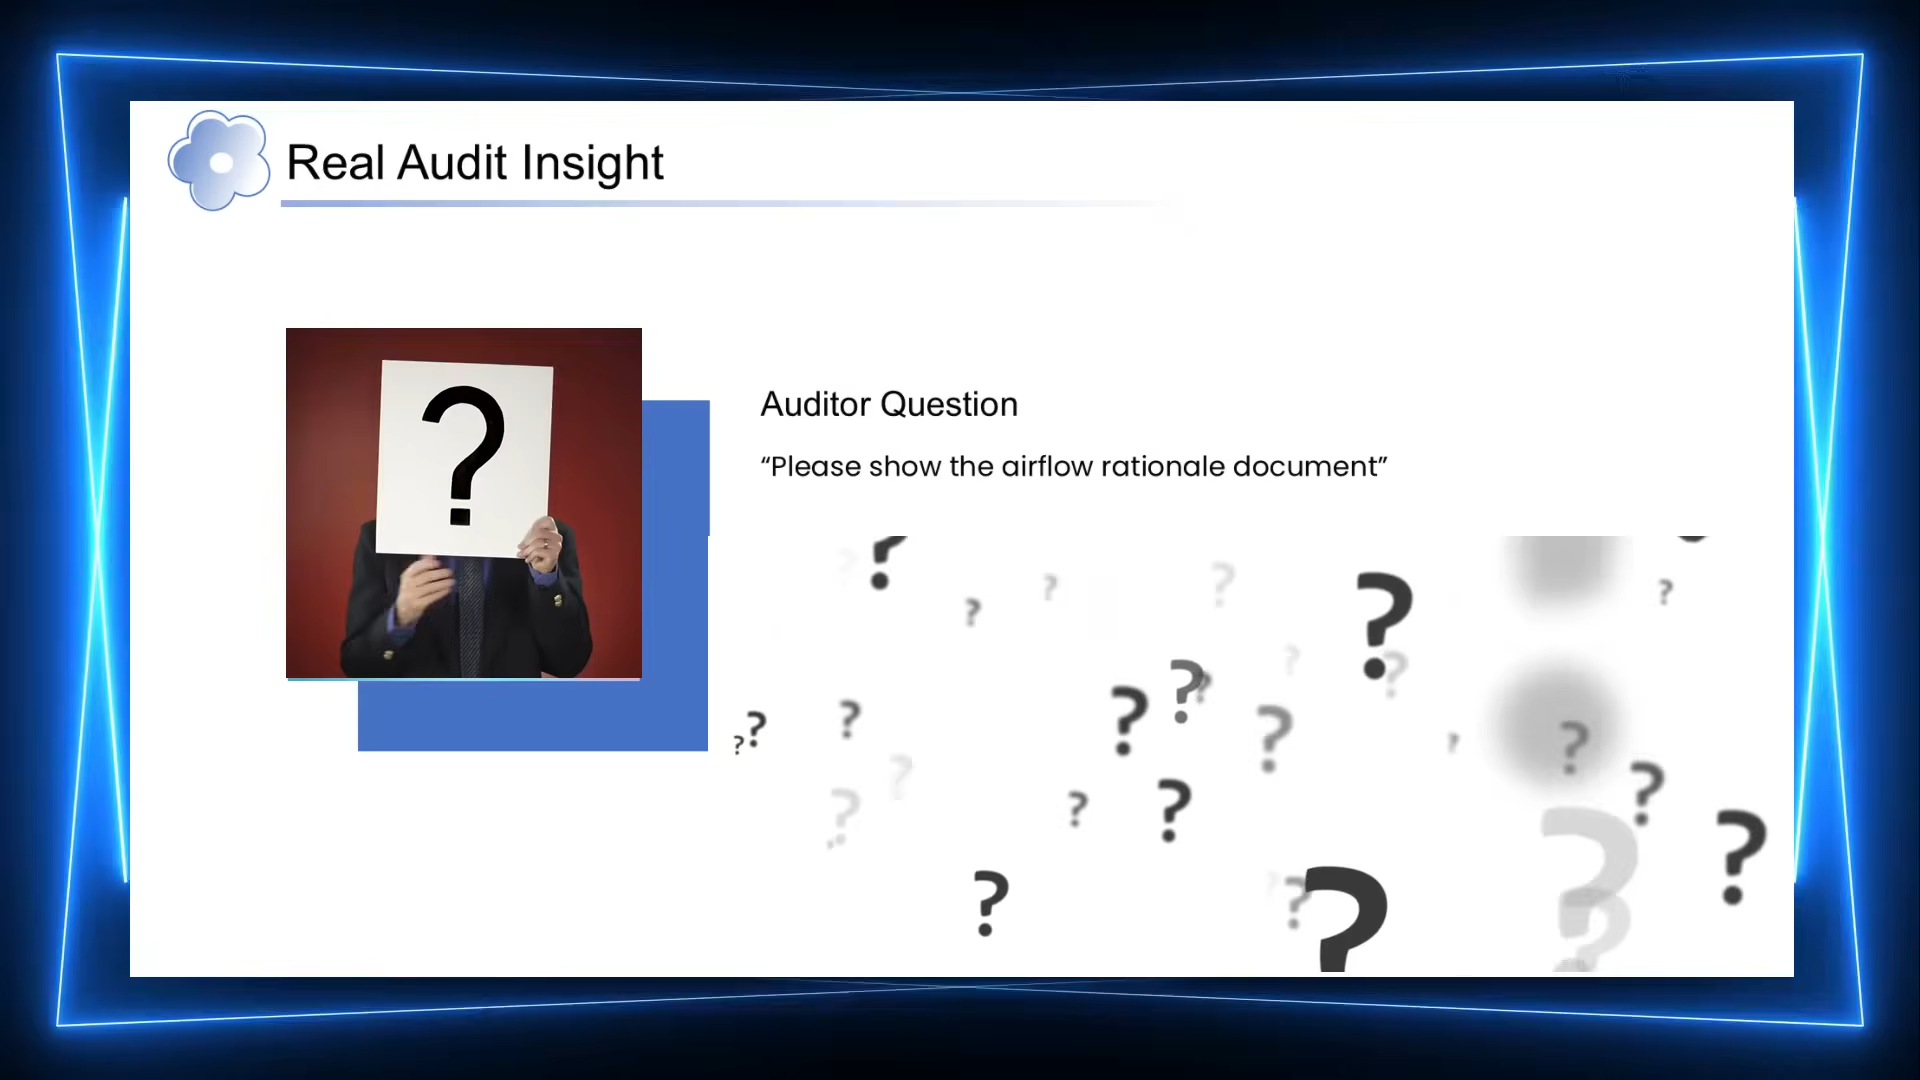 Real Audit Insight
?
Auditor Question
“Please show the airflow rationale document”